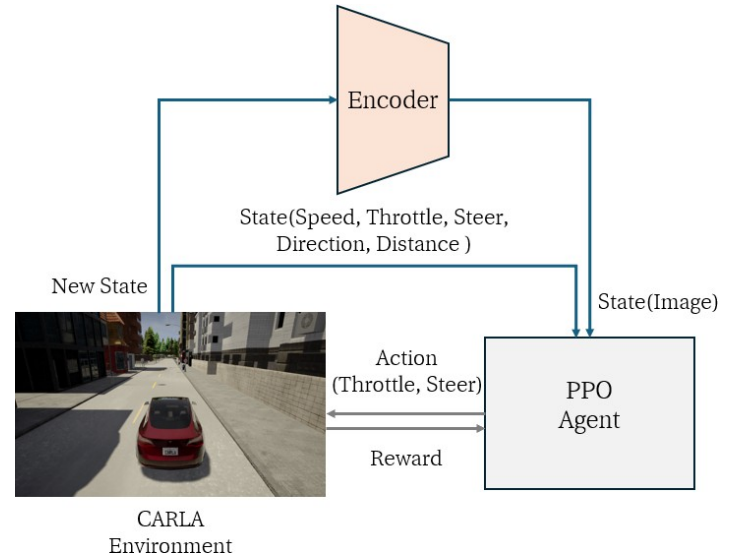 Encoder
State(Speed, Throttle, Steer,
Direction, Distance )
New State
State(Image)
Action
(Throttle, Steer)
PPO
Agent
Reward
CARLA
Environment